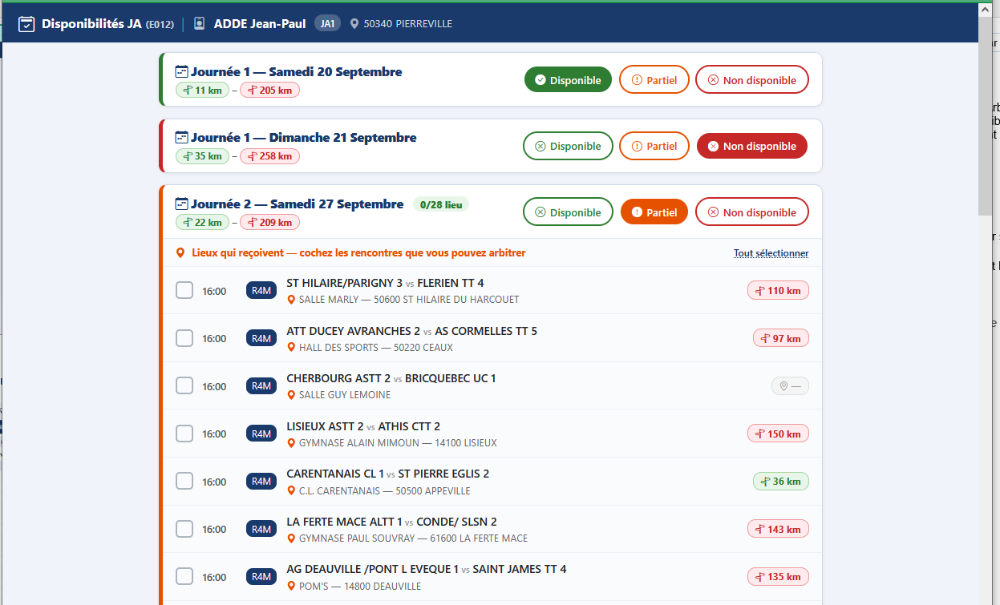 Disponibilités JA (E012) | ADDE Jean-Paul JA1 50340 PIERREVILLE
Journée 1 — Samedi 20 Septembre
11 km – 205 km
Disponible Partiel Non disponible
Journée 1 — Dimanche 21 Septembre
35 km – 258 km
Disponible Partiel Non disponible
Journée 2 — Samedi 27 Septembre 0/28 lieu
22 km – 209 km
Disponible Partiel Non disponible
Lieux qui reçoivent — cochez les rencontres que vous pouvez arbitrer Tout sélectionner
16:00 R4M ST HILAIRE/PARIGNY 3 vs FLERIEN TT 4 110 km
SALLE MARLY — 50600 ST HILAIRE DU HARCOUET
16:00 R4M ATT DUCEY AVRANCHES 2 vs AS CORMELLES TT 5 97 km
HALL DES SPORTS — 50220 CEAUX
16:00 R4M CHERBOURG ASTT 2 vs BRICQUEBEC UC 1 —
SALLE GUY LEMOINE
16:00 R4M LISIEUX ASTT 2 vs ATHIS CTT 2 150 km
GYMNASE ALAIN MIMOUN — 14100 LISIEUX
16:00 R4M CARENTANAIS CL 1 vs ST PIERRE EGLIS 2 36 km
C.L. CARENTANAIS — 50500 APPEVILLE
16:00 R4M LA FERTE MACE ALTT 1 vs CONDE/ SLSN 2 143 km
GYMNASE PAUL SOUVRAY — 61600 LA FERTE MACE
16:00 R4M AG DEAUVILLE /PONT L EVEQUE 1 vs SAINT JAMES TT 4 135 km
POM'S — 14800 DEAUVILLE